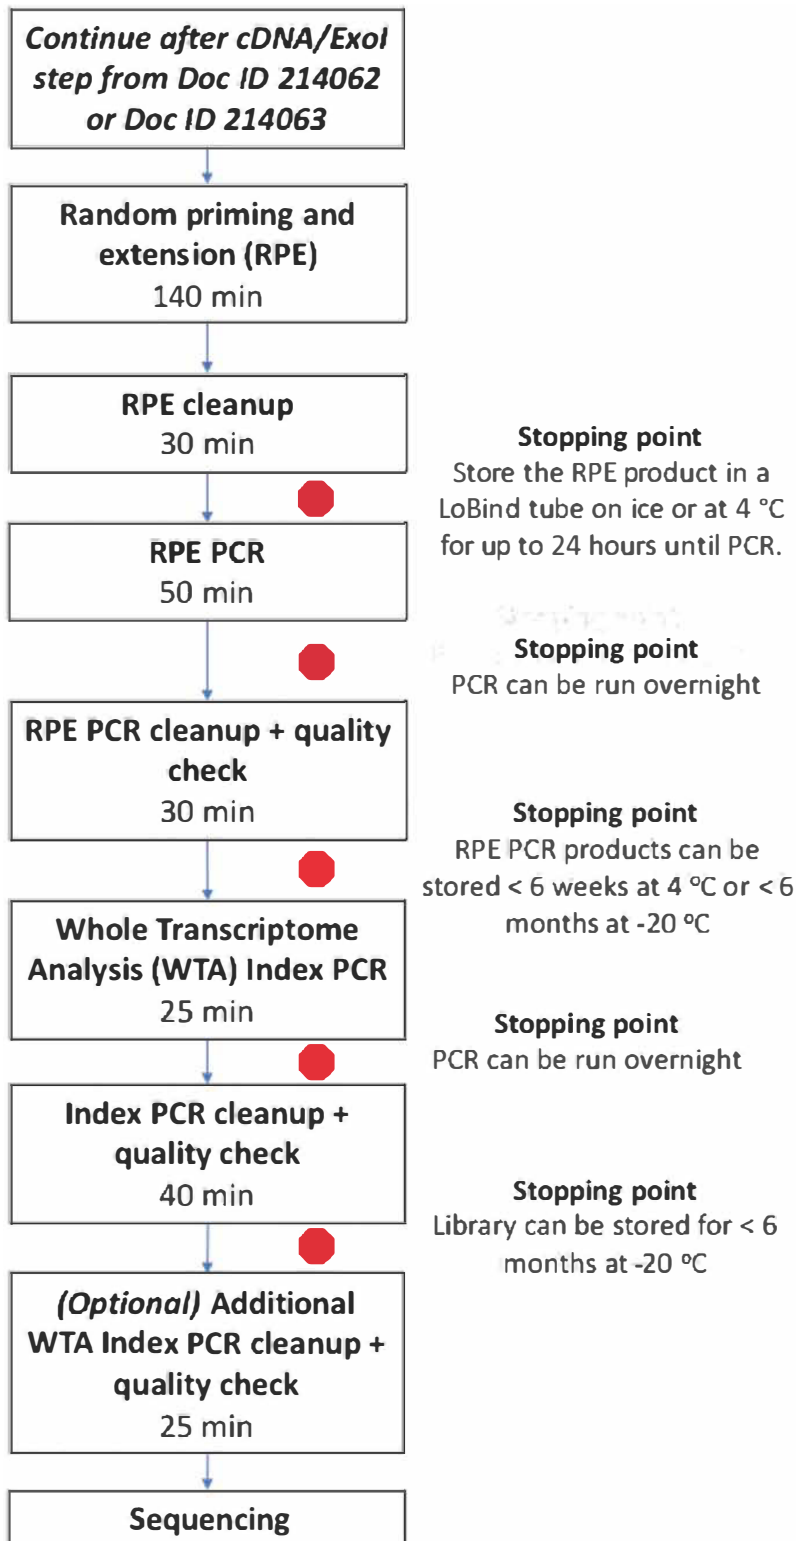 Continue after cDNA/ExoI
step from Doc ID 214062
or Doc ID 214063
Random priming and
extension (RPE)
140 min
RPE cleanup
30 min
Stopping point
Store the RPE product in a
LoBind tube on ice or at 4 °C
for up to 24 hours until PCR.
RPE PCR
50 min
Stopping point
PCR can be run overnight
RPE PCR cleanup + quality
check
30 min
Stopping point
RPE PCR products can be
stored < 6 weeks at 4 ºC or < 6
months at -20 ºC
Whole Transcriptome
Analysis (WTA) Index PCR
25 min
Stopping point
PCR can be run overnight
Index PCR cleanup +
quality check
40 min
Stopping point
Library can be stored for < 6
months at -20 ºC
(Optional) Additional
WTA Index PCR cleanup +
quality check
25 min
Sequencing